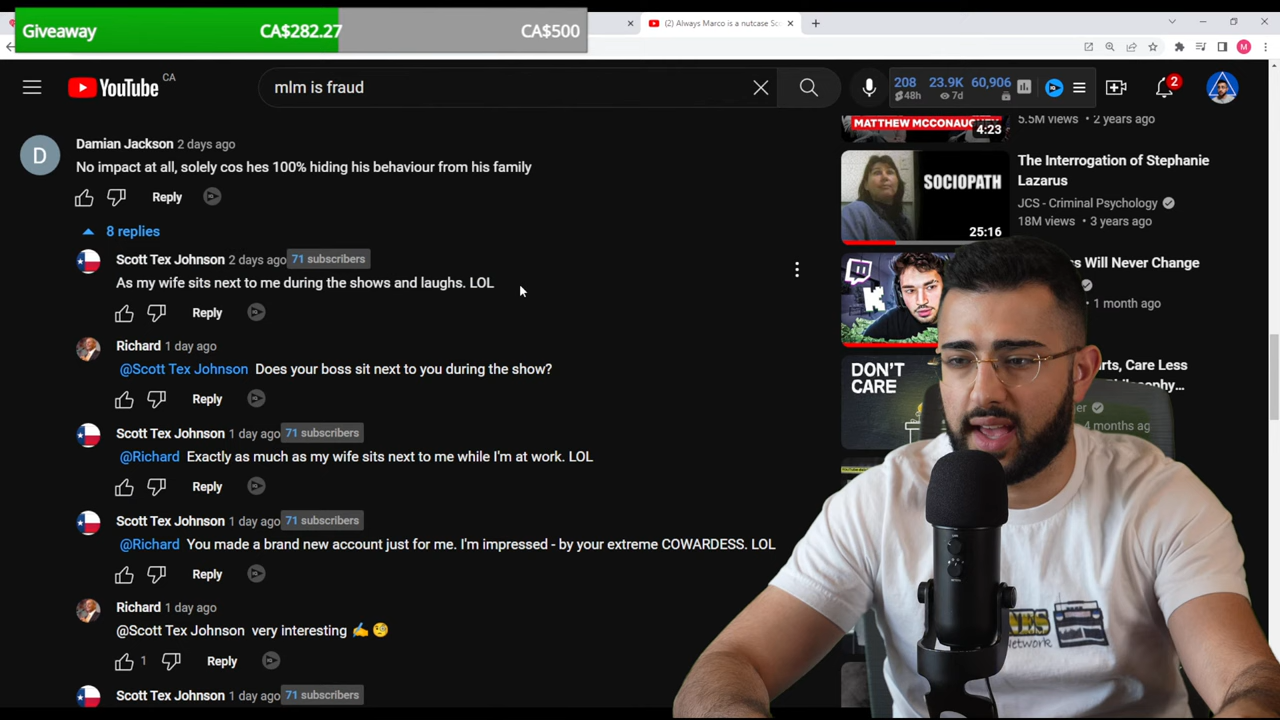 Giveaway CA$282.27 CA$500
(2) Always Marco is a nutcase Sc
YouTube CA
mlm is fraud
208 23.9K 60,906
48h 7d
2
M
Damian Jackson 2 days ago
No impact at all, solely cos hes 100% hiding his behaviour from his family
Reply
8 replies
Scott Tex Johnson 2 days ago 71 subscribers
As my wife sits next to me during the shows and laughs. LOL
Reply
Richard 1 day ago
@Scott Tex Johnson Does your boss sit next to you during the show?
Reply
Scott Tex Johnson 1 day ago 71 subscribers
@Richard Exactly as much as my wife sits next to me while I'm at work. LOL
Reply
Scott Tex Johnson 1 day ago 71 subscribers
@Richard You made a brand new account just for me. I'm impressed - by your extreme COWARDESS. LOL
Reply
Richard 1 day ago
@Scott Tex Johnson very interesting ✍️🧐
1 Reply
Scott Tex Johnson 1 day ago 71 subscribers
D
MATTHEW MCCONAUGHEY
4:23
5.5M views • 2 years ago
SOCIOPATH
25:16
The Interrogation of Stephanie
Lazarus
JCS - Criminal Psychology
18M views • 3 years ago
Will Never Change
1 month ago
DON'T
CARE
arts, Care Less
Philosophy...
4 months ago
NES
Network